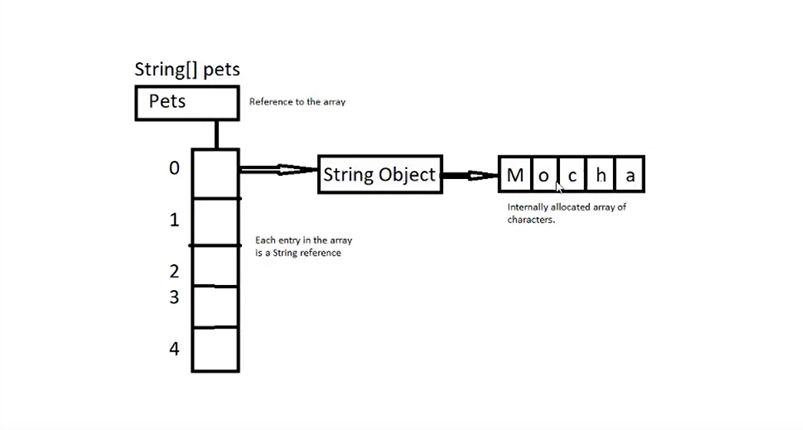 String[] pets
Pets
Reference to the array
0
String Object
M o c h a
Internally allocated array of
characters.
1
Each entry in the array
is a String reference
2
3
4